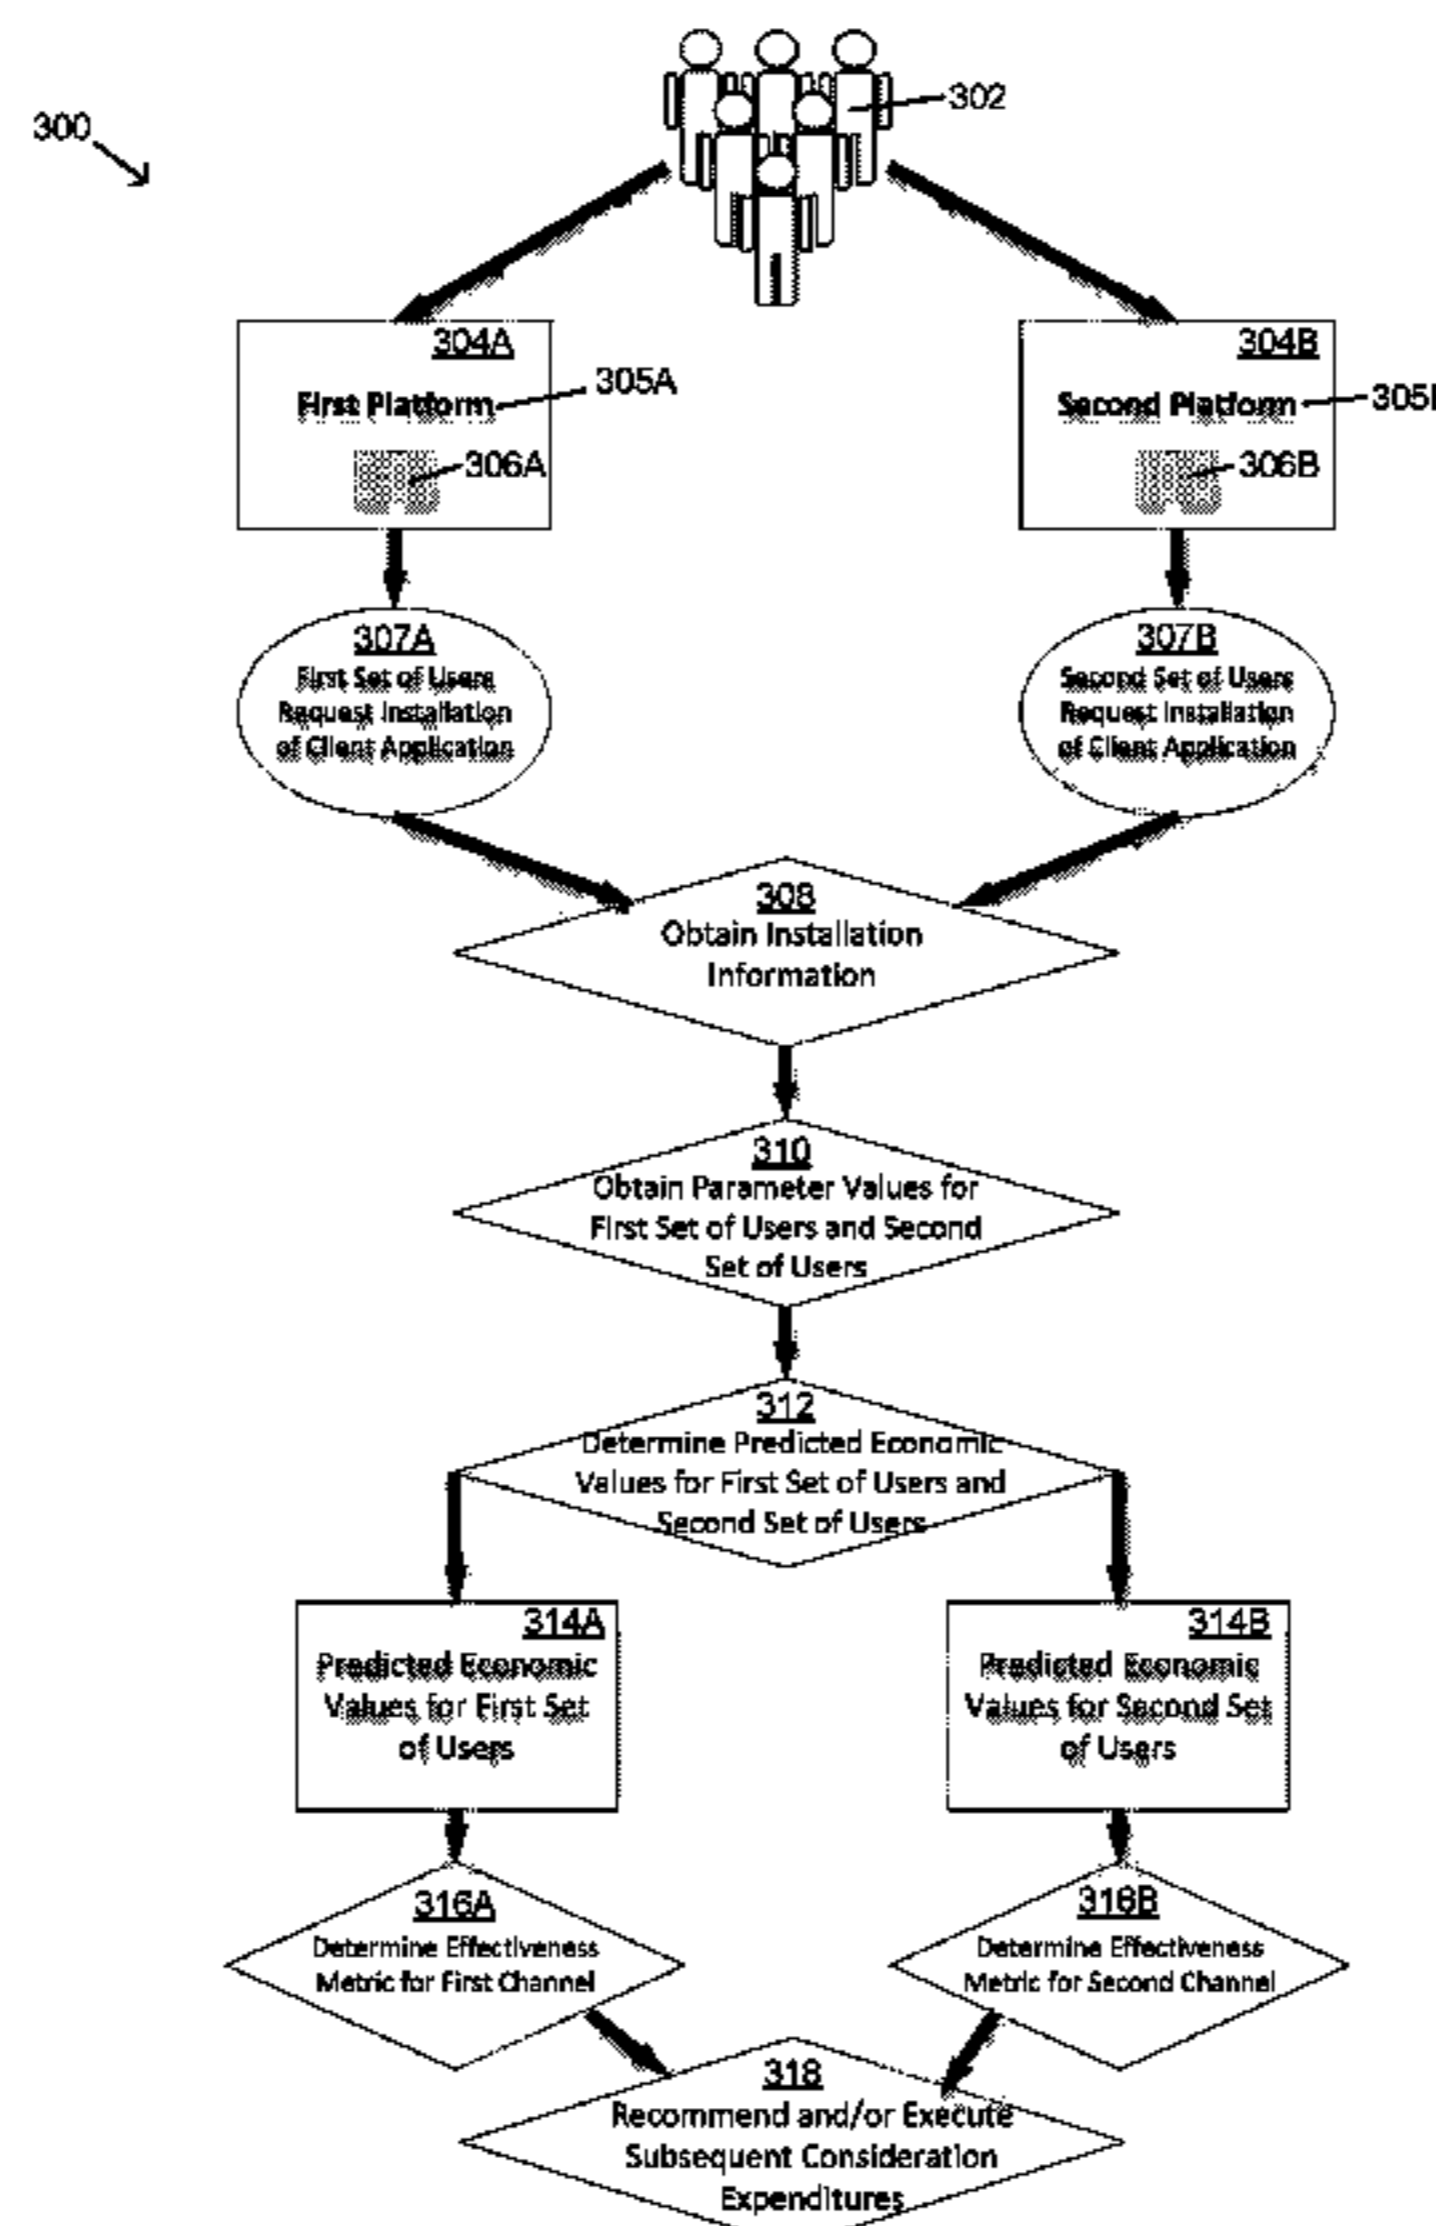 302
300
304A
First Platform
305A
306A
304B
Second Platform
305
306B
307A
First Set of Users
Request Installation
of Client Application
307B
Second Set of Users
Request Installation
of Client Application
308
Obtain Installation
Information
310
Obtain Parameter Values for
First Set of Users and Second
Set of Users
312
Determine Predicted Economic
Values for First Set of Users and
Second Set of Users
314A
Predicted Economic
Values for First Set
of Users
314B
Predicted Economic
Values for Second Set
of Users
316A
Determine Effectiveness
Metric for First Channel
316B
Determine Effectiveness
Metric for Second Channel
318
Recommend and/or Execute
Subsequent Consideration
Expenditures